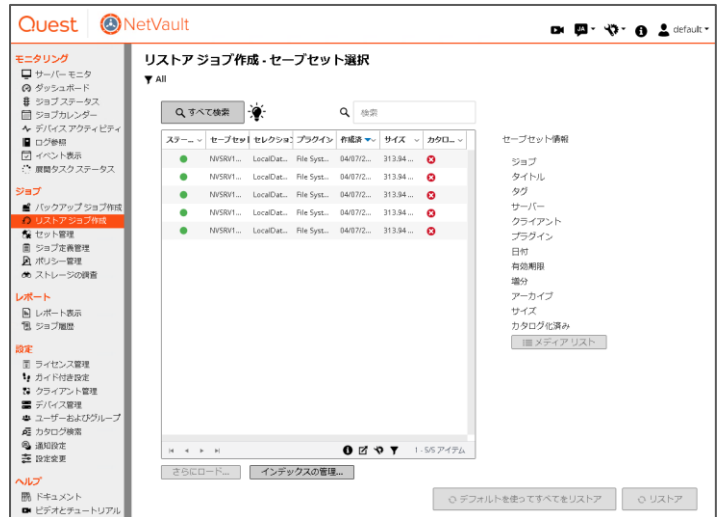 Quest NetVault
JA
default
モニタリング
サーバー モニタ
ダッシュボード
ジョブ ステータス
ジョブカレンダー
デバイス アクティビティ
ログ参照
イベント表示
展開タスク ステータス
ジョブ
バックアップ ジョブ作成
リストア ジョブ作成
セット管理
ジョブ定義管理
ポリシー管理
ストレージの調査
レポート
レポート表示
ジョブ履歴
設定
ライセンス管理
ガイド付き設定
クライアント管理
デバイス管理
ユーザーおよびグループ
カタログ検索
通知設定
設定変更
ヘルプ
ドキュメント
ビデオとチュートリアル
リストア ジョブ作成 - セーブセット選択
All
すべて検索
検索
ステー... セーブセッ セレクショ プラグイン 作成済 サイズ カタロ...
NVSRV1... LocalDat... File Syst... 04/07/2... 313.94 ...
NVSRV1... LocalDat... File Syst... 04/07/2... 313.94 ...
NVSRV1... LocalDat... File Syst... 04/07/2... 313.94 ...
NVSRV1... LocalDat... File Syst... 04/07/2... 313.94 ...
NVSRV1... LocalDat... File Syst... 04/07/2... 313.94 ...
1 - 5/5 アイテム
さらにロード...
インデックスの管理...
セーブセット情報
ジョブ
タイトル
タグ
サーバー
クライアント
プラグイン
日付
有効期限
増分
アーカイブ
サイズ
カタログ化済み
メディア リスト
デフォルトを使ってすべてをリストア
リストア